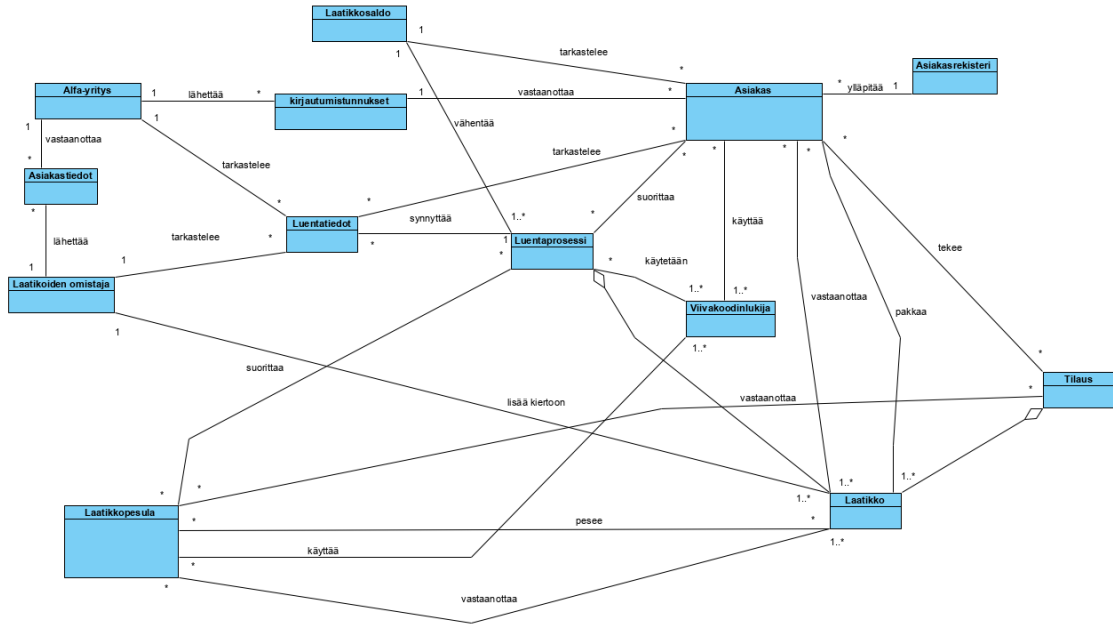 Laatikkosaldo
1
1
tarkastelee
*
Asiakasrekisteri
Alfa-yritys
1
lähettää
*
kirjautumistunnukset
1
vastaanottaa
*
Asiakas
*
ylläpitää
1
1
1
vastaanottaa
vähentää
*
*
*
*
*
*
tarkastelee
tarkastelee
suorittaa
*
Asiakastiedot
*
*
*
Luentatiedot
synnyttää
1..*
*
käyttää
tarkastelee
*
*
1
Luentaprosessi
lähettää
*
*
käytetään
tekee
1
1
Laatikoiden omistaja
1..*
1..*
Viivakoodinlukija
vastaanottaa
pakkaa
1
1..*
*
suorittaa
Tilaus
lisää kiertoon
vastaanottaa
*
*
*
1..*
1..*
1..*
Laatikko
Laatikkopesula
*
pesee
*
1..*
käyttää
*
*
vastaanottaa